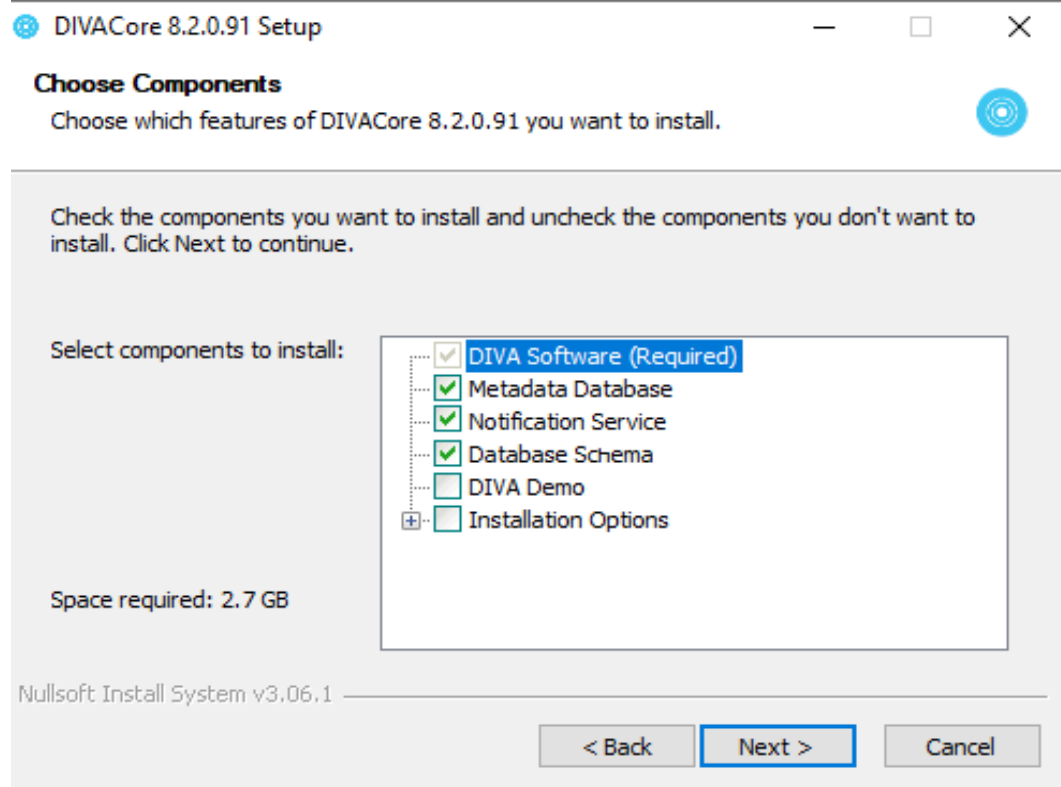 DIVACore 8.2.0.91 Setup
Choose Components
Choose which features of DIVACore 8.2.0.91 you want to install.
Check the components you want to install and uncheck the components you don't want to
install. Click Next to continue.
Select components to install:
DIVA Software (Required)
Metadata Database
Notification Service
Database Schema
DIVA Demo
Installation Options
Space required: 2.7 GB
Nullsoft Install System v3.06.1
< Back
Next >
Cancel